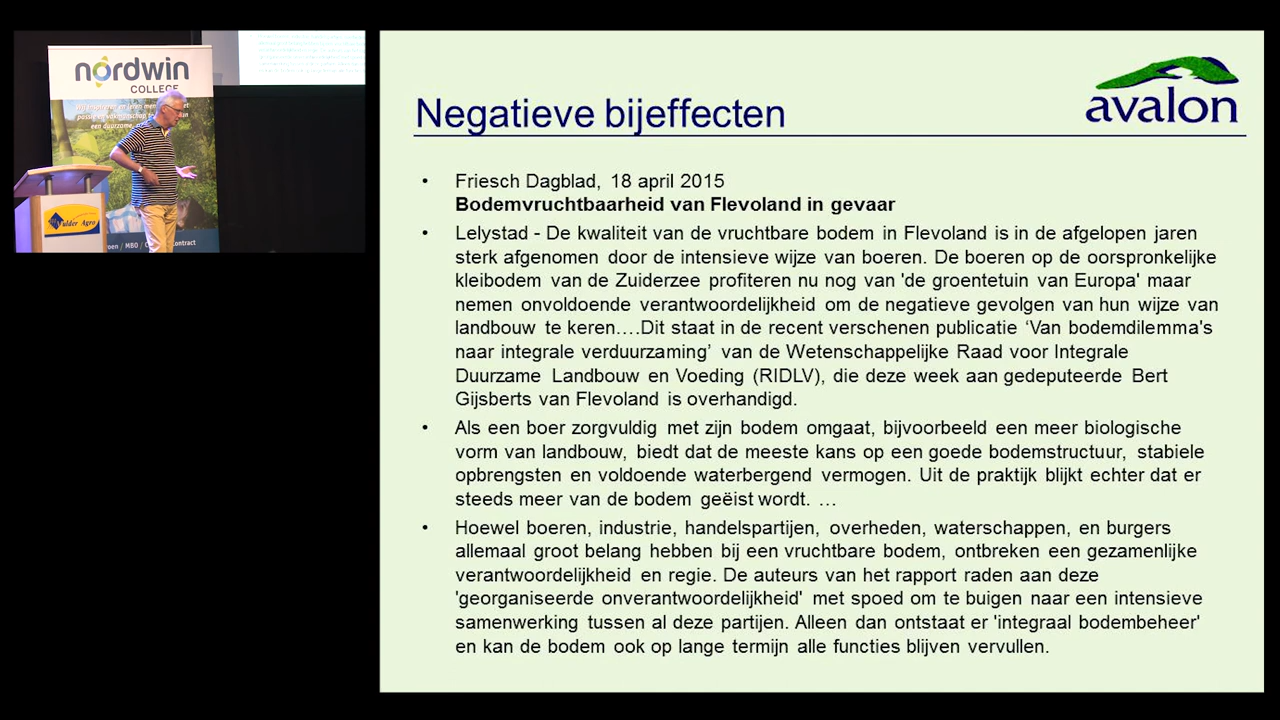 nordwin
COLLEGE
Mulder Agro
avalon
Negatieve bijeffecten
• Friesch Dagblad, 18 april 2015
Bodemvruchtbaarheid van Flevoland in gevaar
• Lelystad - De kwaliteit van de vruchtbare bodem in Flevoland is in de afgelopen jaren
sterk afgenomen door de intensieve wijze van boeren. De boeren op de oorspronkelijke
kleibodem van de Zuiderzee profiteren nu nog van 'de groentetuin van Europa' maar
nemen onvoldoende verantwoordelijkheid om de negatieve gevolgen van hun wijze van
landbouw te keren….Dit staat in de recent verschenen publicatie ‘Van bodemdilemma's
naar integrale verduurzaming’ van de Wetenschappelijke Raad voor Integrale
Duurzame Landbouw en Voeding (RIDLV), die deze week aan gedeputeerde Bert
Gijsberts van Flevoland is overhandigd.
• Als een boer zorgvuldig met zijn bodem omgaat, bijvoorbeeld een meer biologische
vorm van landbouw, biedt dat de meeste kans op een goede bodemstructuur, stabiele
opbrengsten en voldoende waterbergend vermogen. Uit de praktijk blijkt echter dat er
steeds meer van de bodem geëist wordt. …
• Hoewel boeren, industrie, handelspartijen, overheden, waterschappen, en burgers
allemaal groot belang hebben bij een vruchtbare bodem, ontbreken een gezamenlijke
verantwoordelijkheid en regie. De auteurs van het rapport raden aan deze
'georganiseerde onverantwoordelijkheid' met spoed om te buigen naar een intensieve
samenwerking tussen al deze partijen. Alleen dan ontstaat er 'integraal bodembeheer'
en kan de bodem ook op lange termijn alle functies blijven vervullen.